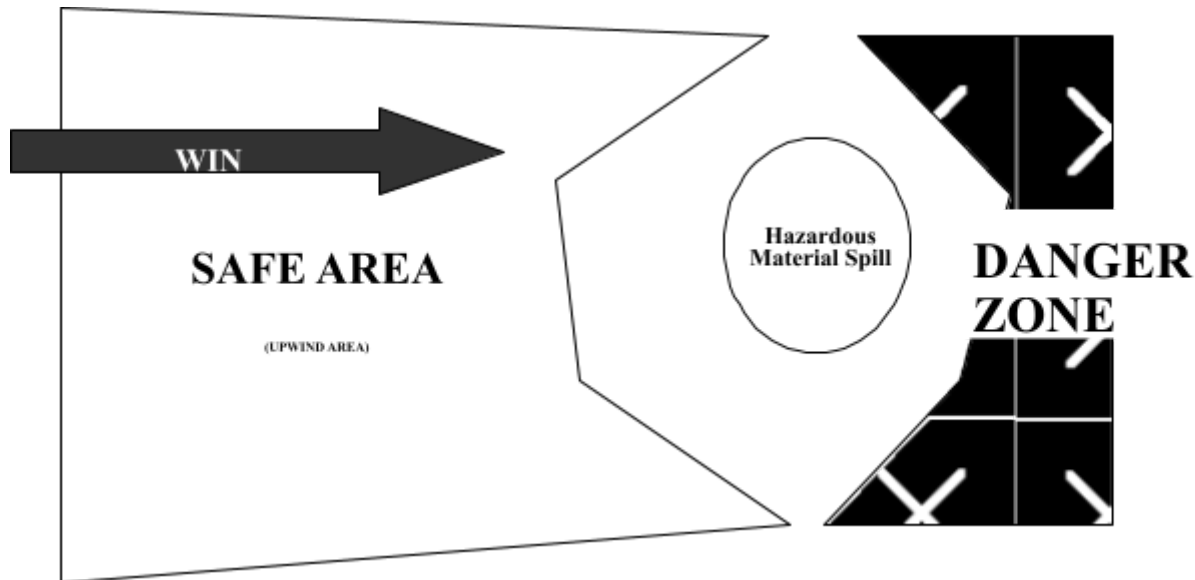 WIN
SAFE AREA
(UPWIND AREA)
Hazardous
Material Spill
DANGER
ZONE